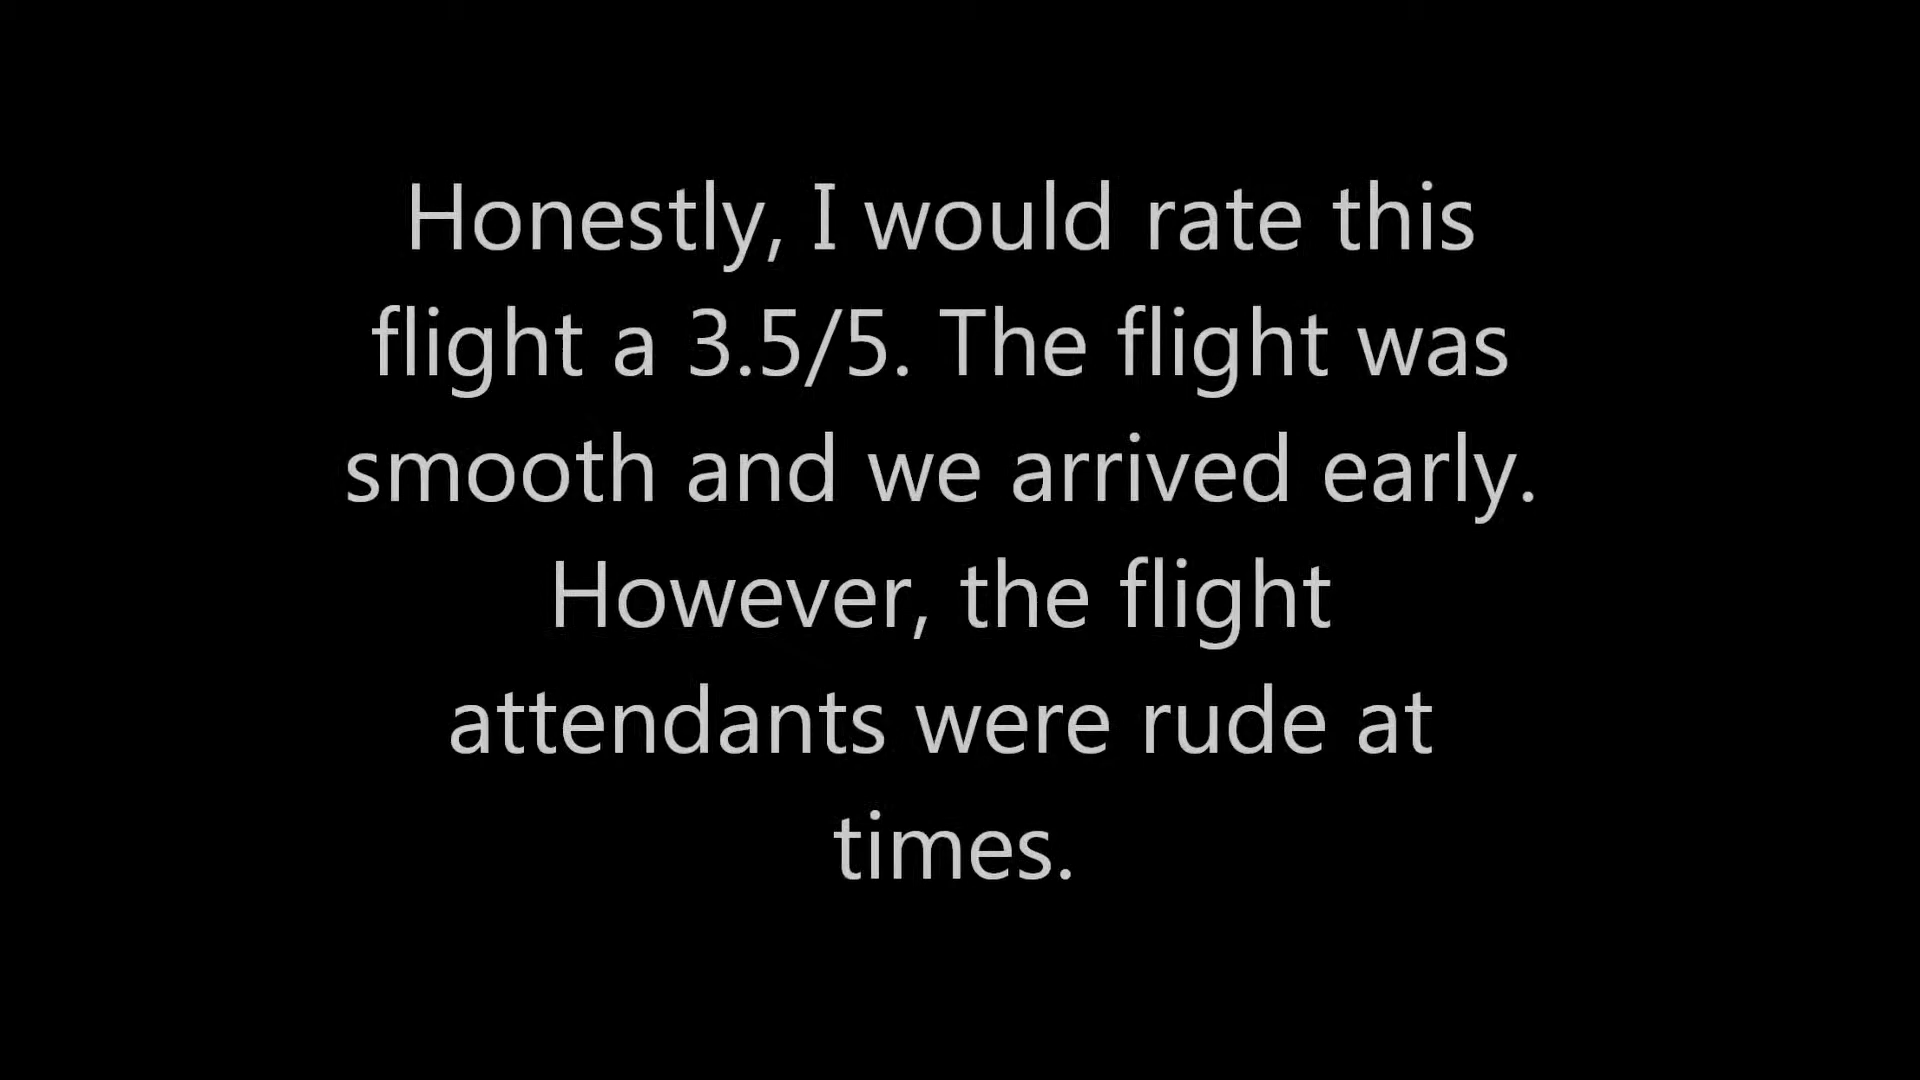 Honestly, I would rate this
flight a 3.5/5. The flight was
smooth and we arrived early.
However, the flight
attendants were rude at
times.